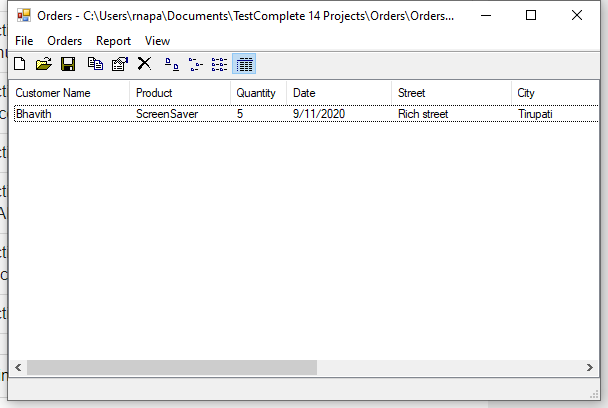 Orders - C:\Users\rnapa\Documents\TestComplete 14 Projects\Orders\Orders...
File Orders Report View
Customer Name Product Quantity Date Street City
Bhavith ScreenSaver 5 9/11/2020 Rich street Tirupati